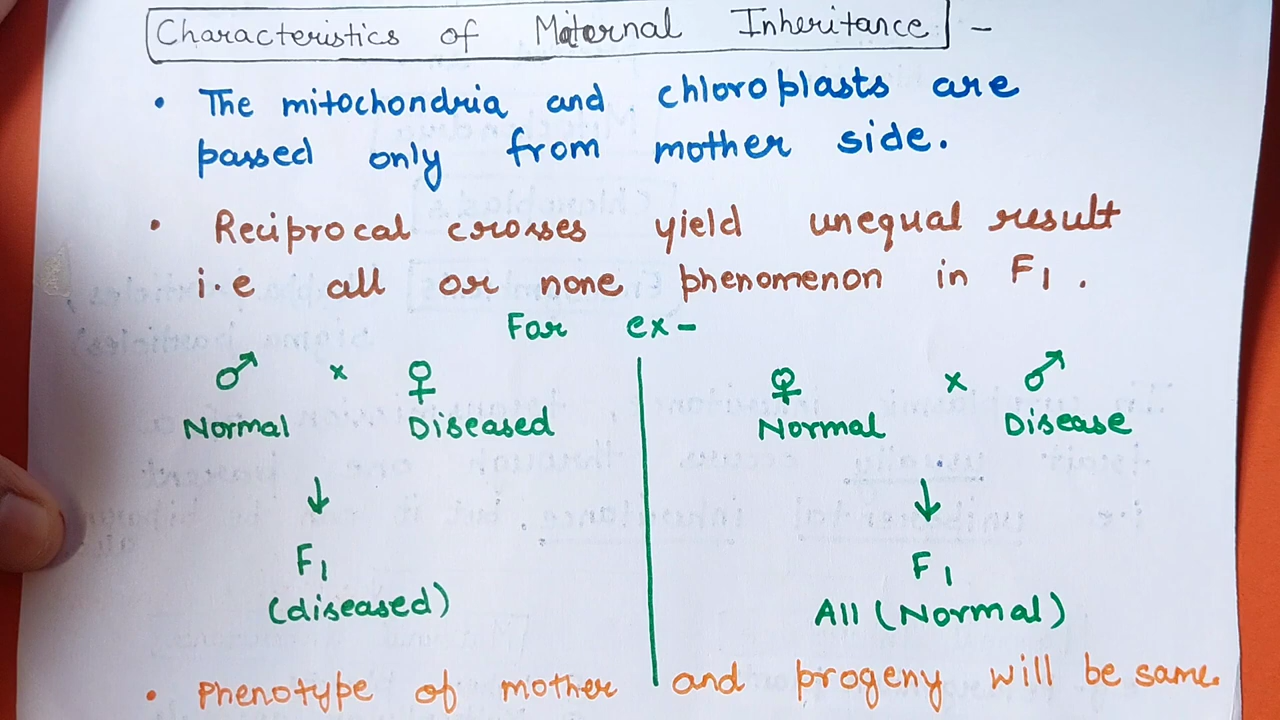 Characteristics of Maternal Inheritance -
• The mitochondria and chloroplasts are
passed only from mother side.
• Reciprocal crosses yield unequal result
i.e all or none phenomenon in F1.
For ex-
♂ x ♀
Normal Diseased
↓
F1
(diseased)
♀ x ♂
Normal Disease
↓
F1
All (Normal)
• Phenotype of mother and progeny will be same.